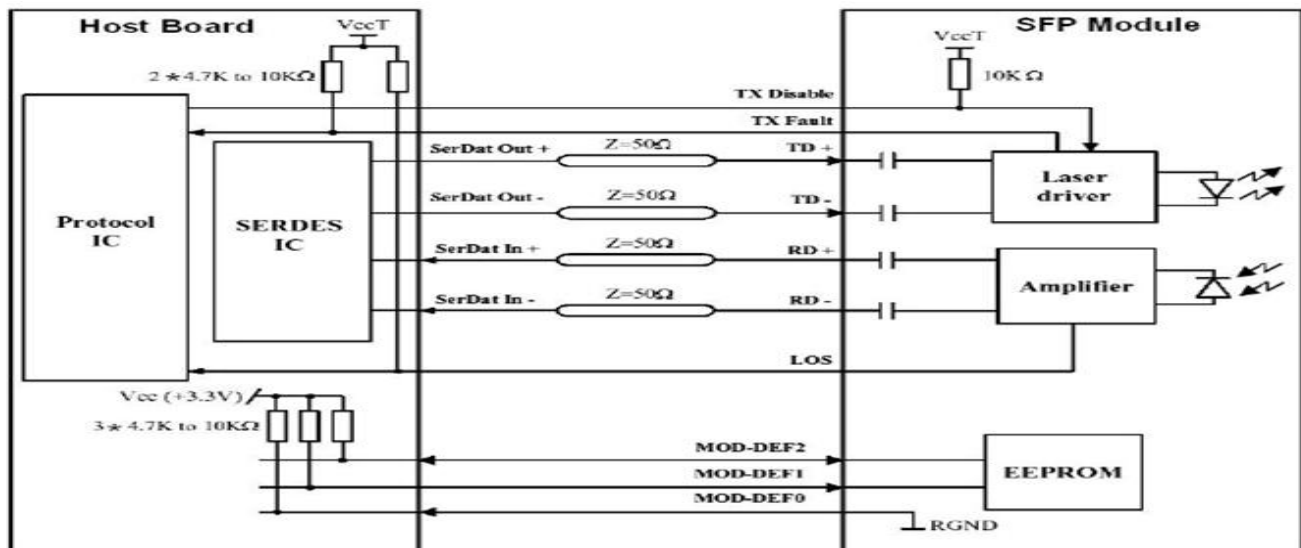 Host Board
SFP Module
VccT
VccT
2*4.7K to 10KΩ
10K Ω
TX Disable
TX Fault
SerDat Out +
Z=50Ω
TD +
Laser
driver
SerDat Out -
Z=50Ω
TD -
Protocol
IC
SERDES
IC
SerDat In +
Z=50Ω
RD +
Amplifier
SerDat In -
Z=50Ω
RD -
LOS
Vcc (+3.3V)
3* 4.7K to 10KΩ
MOD-DEF2
MOD-DEF1
EEPROM
MOD-DEF0
RGND